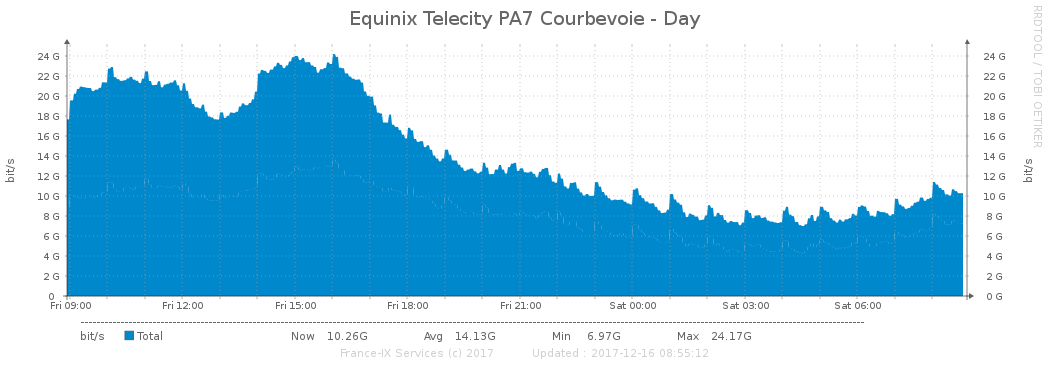 Equinix Telecity PA7 Courbevoie - Day
RRDTOOL / TOBI OETIKER
bit/s
24 G 24 G
22 G 22 G
20 G 20 G
18 G 18 G
16 G 16 G
14 G 14 G
12 G 12 G
10 G 10 G
8 G 8 G
6 G 6 G
4 G 4 G
2 G 2 G
0 0 G
bit/s
Fri 09:00 Fri 12:00 Fri 15:00 Fri 18:00 Fri 21:00 Sat 00:00 Sat 03:00 Sat 06:00
bit/s Total Now 10.26G Avg 14.13G Min 6.97G Max 24.17G
France-IX Services (c) 2017 Updated : 2017-12-16 08:55:12